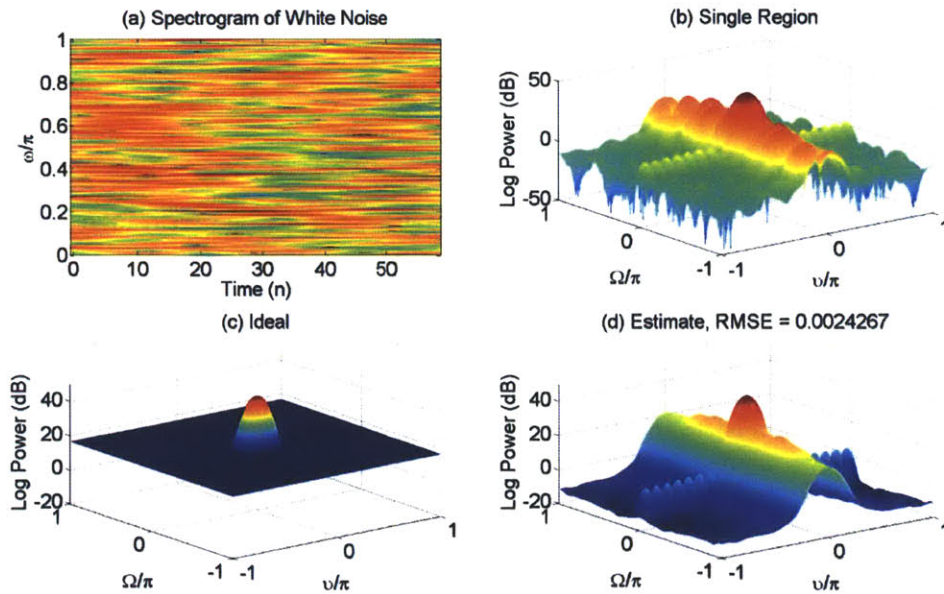 (a) Spectrogram of White Noise
1
0.8
0.6
0.4
0.2
0
ω/π
0 10 20 30 40 50
Time (n)
(b) Single Region
50
0
-50
Log Power (dB)
1
0
-1
Ω/π
-1
0
1
υ/π
(c) Ideal
40
20
0
-20
Log Power (dB)
1
0
-1
Ω/π
-1
0
1
υ/π
(d) Estimate, RMSE = 0.0024267
40
20
0
-20
Log Power (dB)
1
0
-1
Ω/π
-1
0
1
υ/π